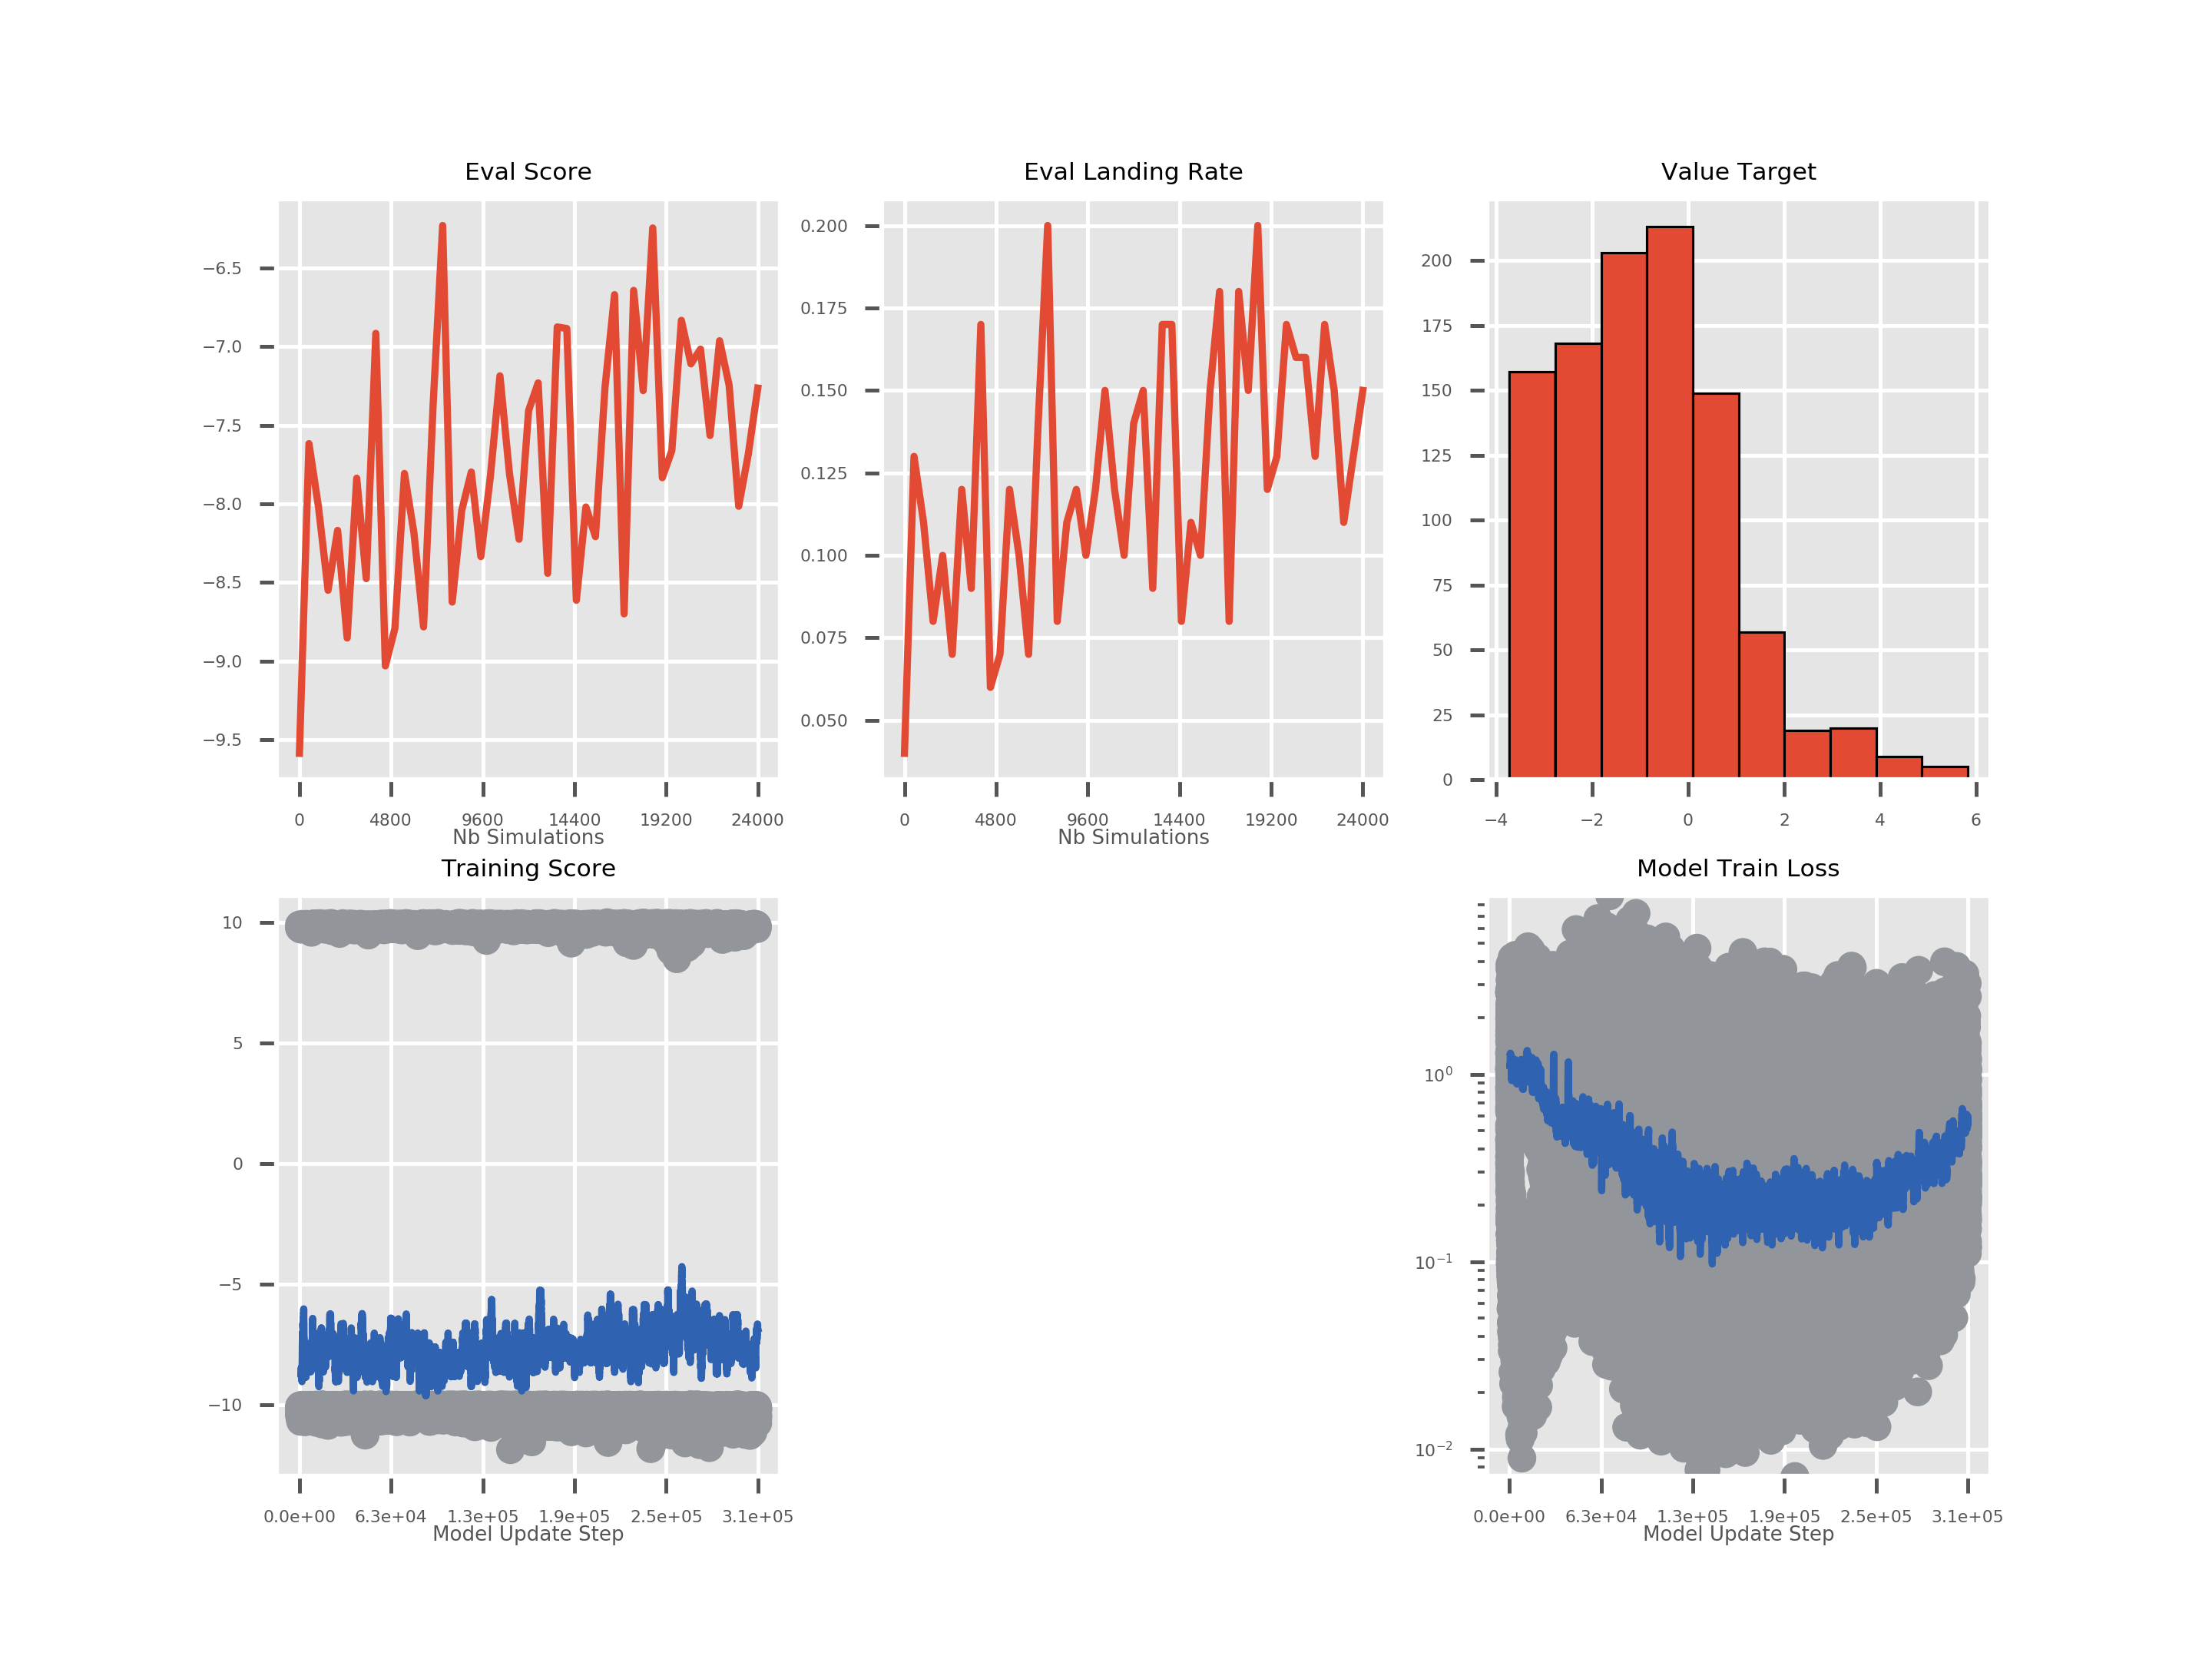 Eval Score
−6.5
−7.0
−7.5
−8.0
−8.5
−9.0
−9.5
0 4800 9600 14400 19200 24000
Nb Simulations
Eval Landing Rate
0.200
0.175
0.150
0.125
0.100
0.075
0.050
0 4800 9600 14400 19200 24000
Nb Simulations
Value Target
200
175
150
125
100
75
50
25
0
−4 −2 0 2 4 6
Training Score
10
5
0
−5
−10
0.0e+00 6.3e+04 1.3e+05 1.9e+05 2.5e+05 3.1e+05
Model Update Step
Model Train Loss
10⁰
10⁻¹
10⁻²
0.0e+00 6.3e+04 1.3e+05 1.9e+05 2.5e+05 3.1e+05
Model Update Step